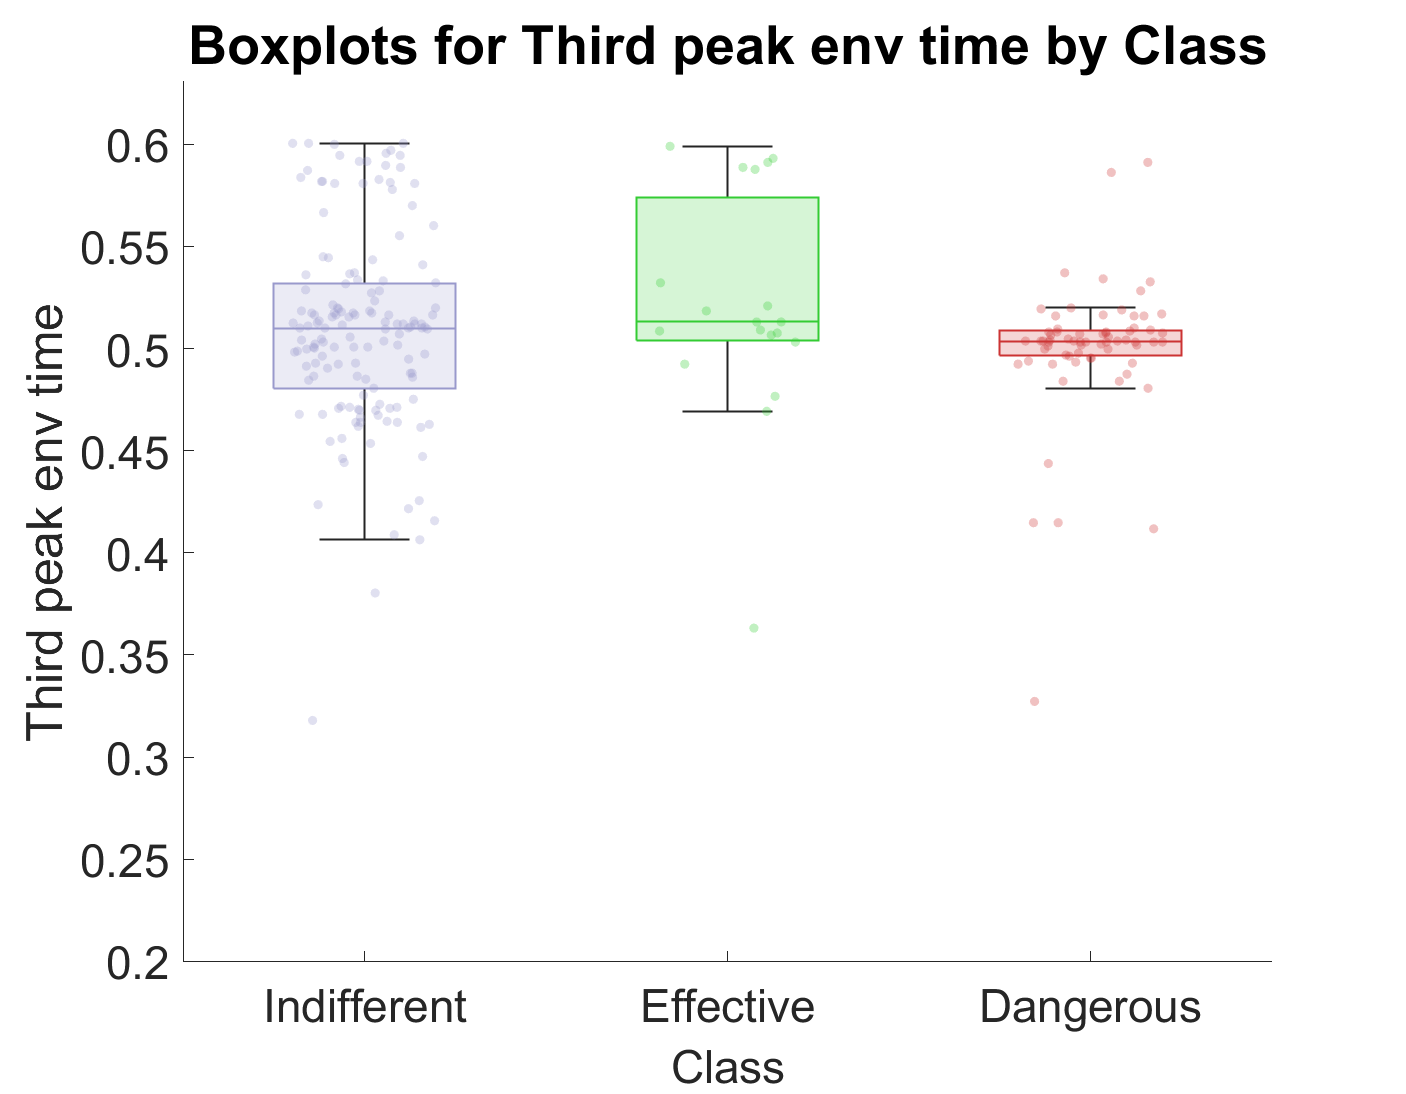 Boxplots for Third peak env time by Class
Third peak env time
0.6
0.55
0.5
0.45
0.4
0.35
0.3
0.25
0.2
Indifferent Effective Dangerous
Class